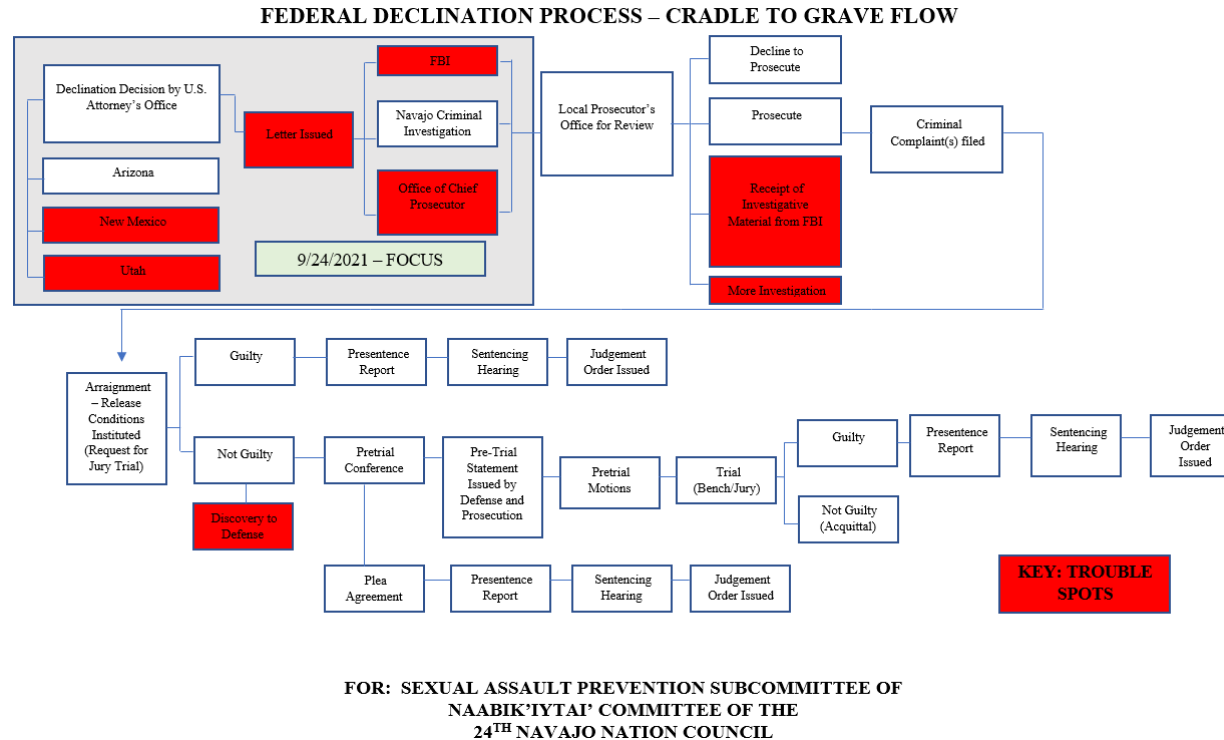 FEDERAL DECLINATION PROCESS – CRADLE TO GRAVE FLOW
Declination Decision by U.S.
Attorney's Office
Arizona
New Mexico
Utah
Letter Issued
FBI
Navajo Criminal
Investigation
Office of Chief
Prosecutor
9/24/2021 – FOCUS
Local Prosecutor's
Office for Review
Decline to
Prosecute
Prosecute
Receipt of
Investigative
Material from FBI
More Investigation
Criminal
Complaint(s) filed
Arraignment
– Release
Conditions
Instituted
(Request for
Jury Trial)
Guilty
Presentence
Report
Sentencing
Hearing
Judgement
Order Issued
Not Guilty
Discovery to
Defense
Pretrial
Conference
Pre-Trial
Statement
Issued by
Defense and
Prosecution
Pretrial
Motions
Trial
(Bench/Jury)
Guilty
Presentence
Report
Sentencing
Hearing
Judgement
Order
Issued
Not Guilty
(Acquittal)
Plea
Agreement
Presentence
Report
Sentencing
Hearing
Judgement
Order Issued
KEY: TROUBLE
SPOTS
FOR: SEXUAL ASSAULT PREVENTION SUBCOMMITTEE OF
NAABIK'IYTAI' COMMITTEE OF THE
24TH NAVAJO NATION COUNCIL